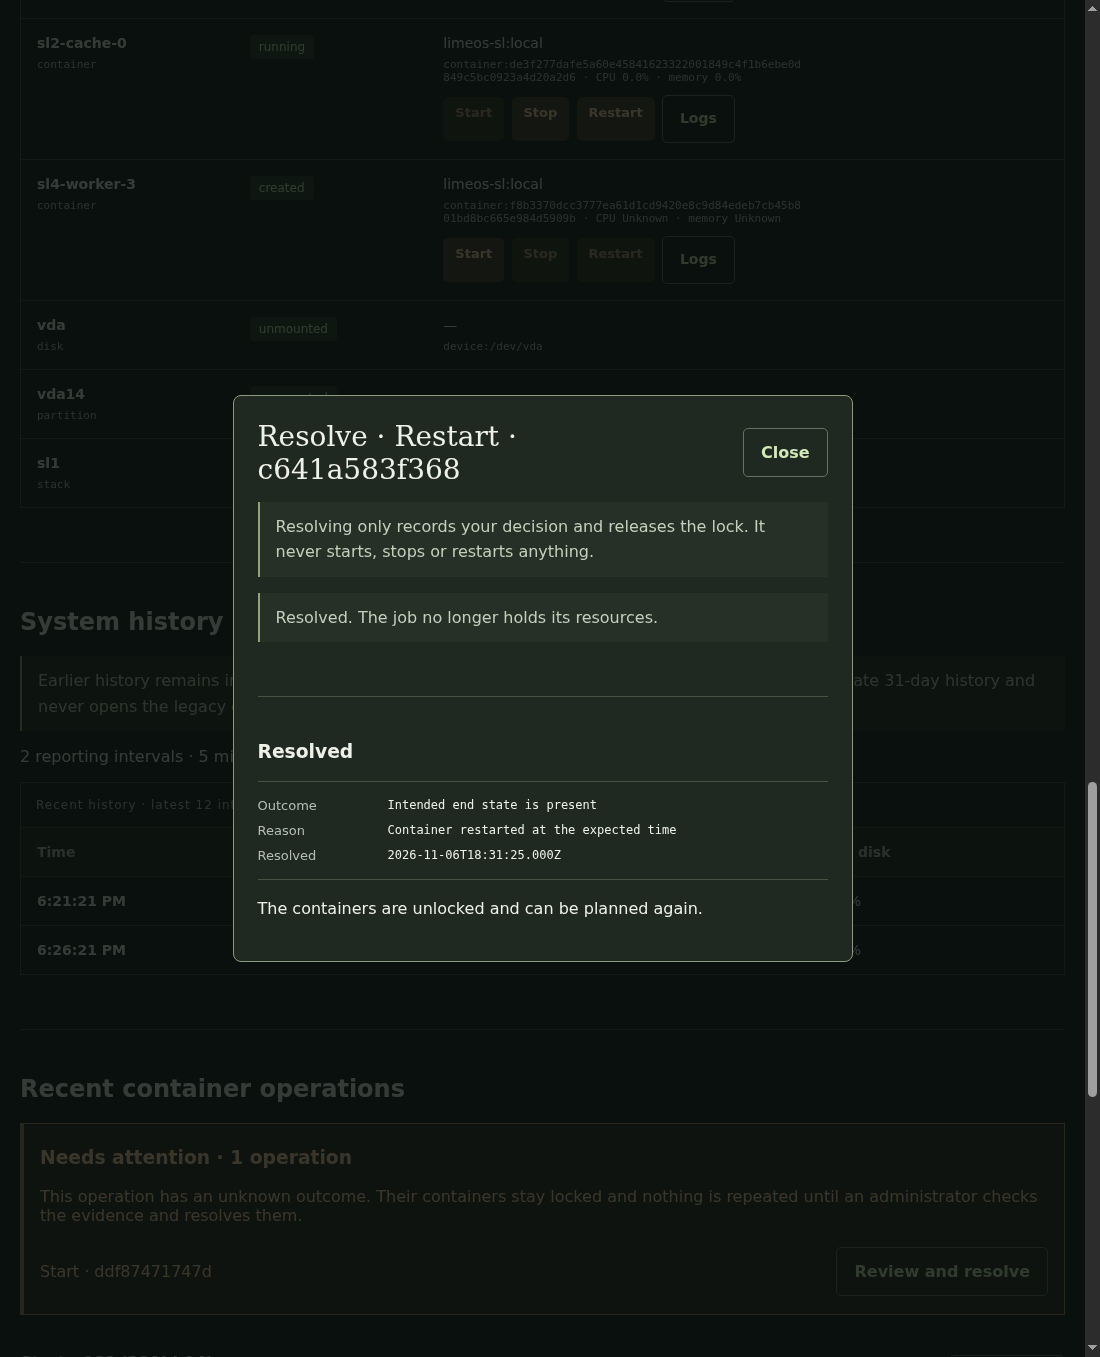 sl2-cache-0
running
limeos-sl:local
container
container:de3f277dafe5a60e45841623322001849c4f1b6ebe0d
849c5bc0923a4d20a2d6 · CPU 0.0% · memory 0.0%
Start
Stop
Restart
Logs
sl4-worker-3
created
limeos-sl:local
container
container:f8b3370dcc3777ea61d1cd9420e8c9d84edeb7cb45b8
01bd8bc665e984d5909b · CPU Unknown · memory Unknown
Start
Stop
Restart
Logs
vda
unmounted
—
disk
device:/dev/vda
vda14
partition
sl1
stack
Resolve · Restart ·
c641a583f368
Close
Resolving only records your decision and releases the lock. It
never starts, stops or restarts anything.
Resolved. The job no longer holds its resources.
Resolved
Outcome
Intended end state is present
Reason
Container restarted at the expected time
Resolved
2026-11-06T18:31:25.000Z
The containers are unlocked and can be planned again.
System history
Earlier history remains in
ate 31-day history and
never opens the legacy
2 reporting intervals · 5 mi
Recent history · latest 12 int
Time
disk
6:21:21 PM
%
6:26:21 PM
%
Recent container operations
Needs attention · 1 operation
This operation has an unknown outcome. Their containers stay locked and nothing is repeated until an administrator checks
the evidence and resolves them.
Start · ddf87471747d
Review and resolve